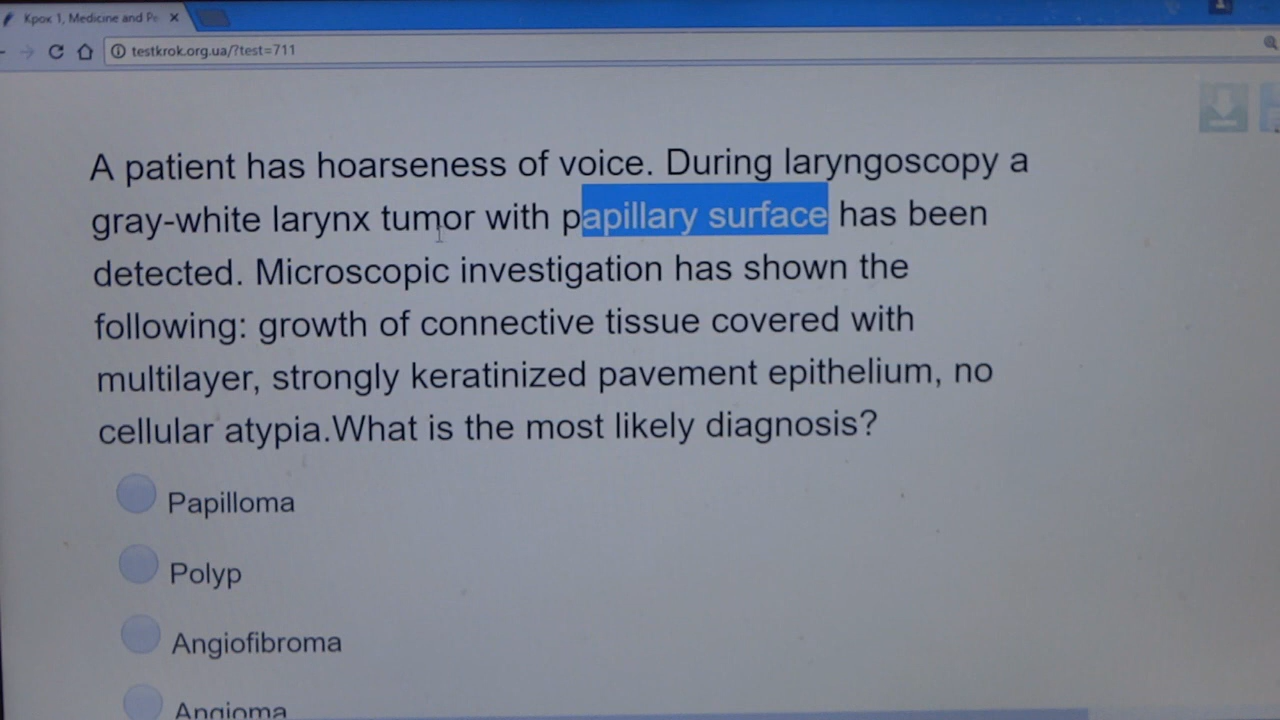 Крок 1, Medicine and Pe
testkrok.org.ua/?test=711
A patient has hoarseness of voice. During laryngoscopy a
gray-white larynx tumor with papillary surface has been
detected. Microscopic investigation has shown the
following: growth of connective tissue covered with
multilayer, strongly keratinized pavement epithelium, no
cellular atypia.What is the most likely diagnosis?
Papilloma
Polyp
Angiofibroma
Angioma